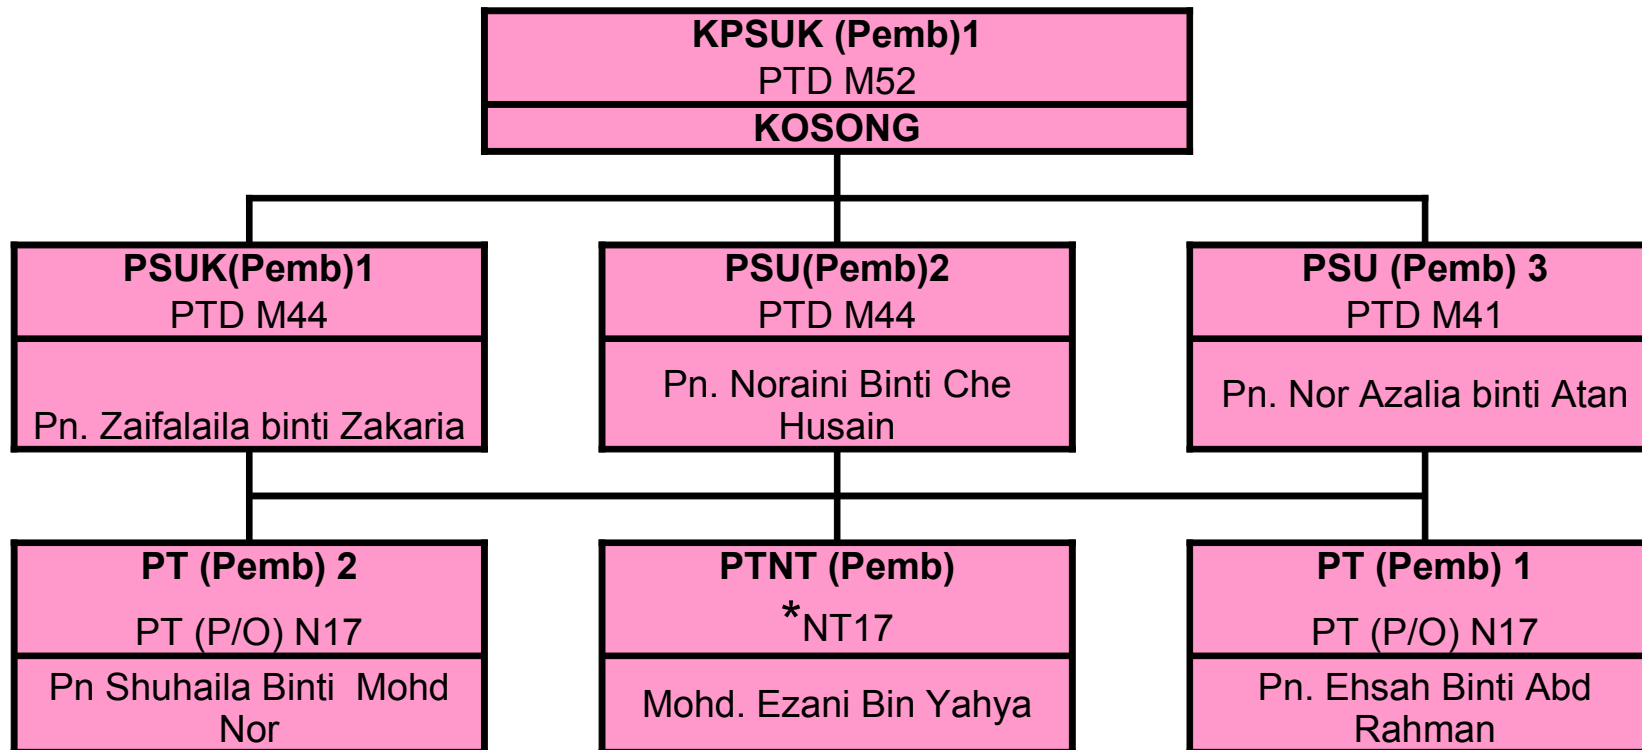 KPSUK (Pemb)1
PTD M52
KOSONG
PSUK(Pemb)1
PTD M44
Pn. Zaifalaila binti Zakaria
PSU(Pemb)2
PTD M44
Pn. Noraini Binti Che
Husain
PSU (Pemb) 3
PTD M41
Pn. Nor Azalia binti Atan
PT (Pemb) 2
PT (P/O) N17
Pn Shuhaila Binti  Mohd
Nor
PTNT (Pemb)
*NT17
Mohd. Ezani Bin Yahya
PT (Pemb) 1
PT (P/O) N17
Pn. Ehsah Binti Abd
Rahman